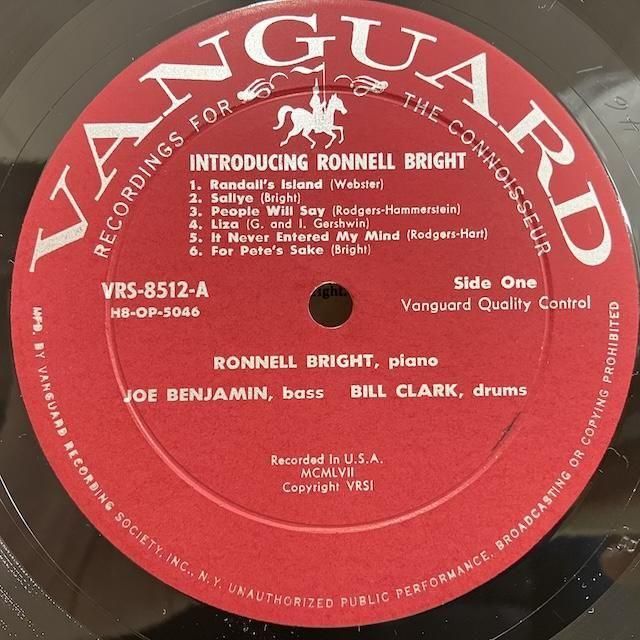 VANGUARD
RECORDINGS FOR THE CONNOISSEUR
INTRODUCING RONNELL BRIGHT
1. Randall's Island (Webster)
2. Sallye (Bright)
3. People Will Say (Rodgers-Hammerstein)
4. Liza (G. and I. Gershwin)
5. It Never Entered My Mind (Rodgers-Hart)
6. For Pete's Sake (Bright)
VRS-8512-A
H8-OP-5046
Side One
Vanguard Quality Control
RONNELL BRIGHT, piano
JOE BENJAMIN, bass BILL CLARK, drums
Recorded in U.S.A.
MCMLVII
Copyright VRSI
MFD. BY VANGUARD RECORDING SOCIETY, INC., N.Y. UNAUTHORIZED PUBLIC PERFORMANCE, BROADCASTING OR COPYING PROHIBITED